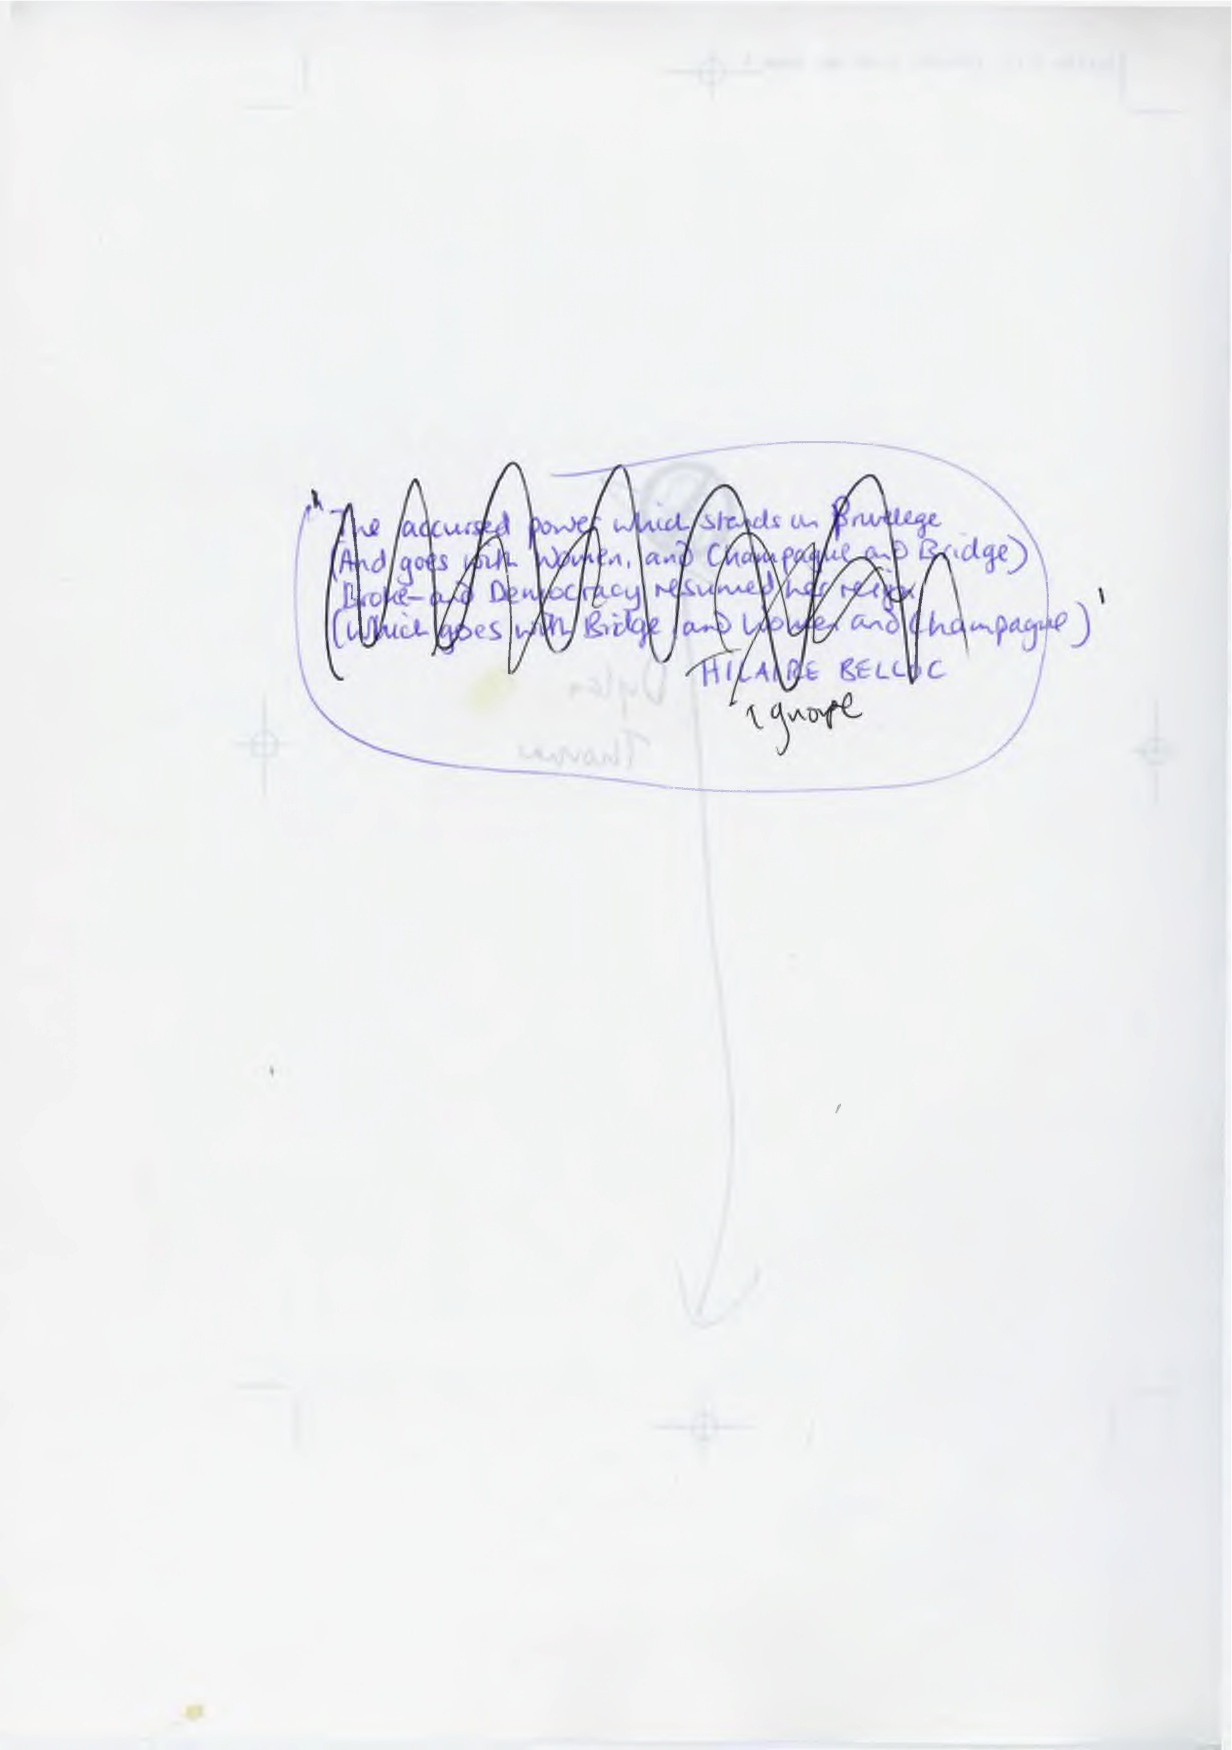 'The accursed power which stands on Privilege
(And goes with Women, and Champagne and Bridge)
Broke—and Democracy resumed her reign
(Which goes with Bridge and Women and Champagne)'
HILAIRE BELLOC
ignore
Dylan
Thomas